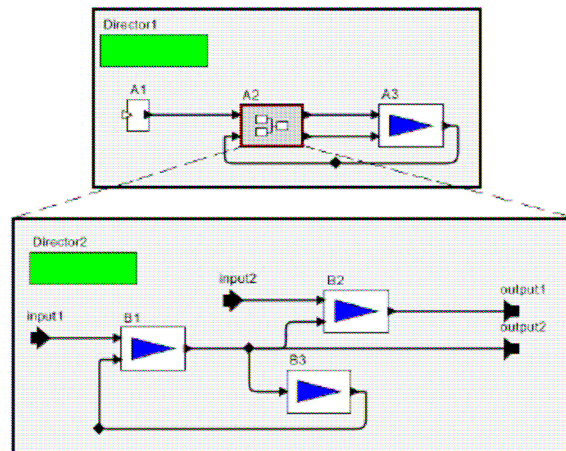 Director1
A1
A2
A3
Director2
input2
B2
output1
input1
B1
output2
B3